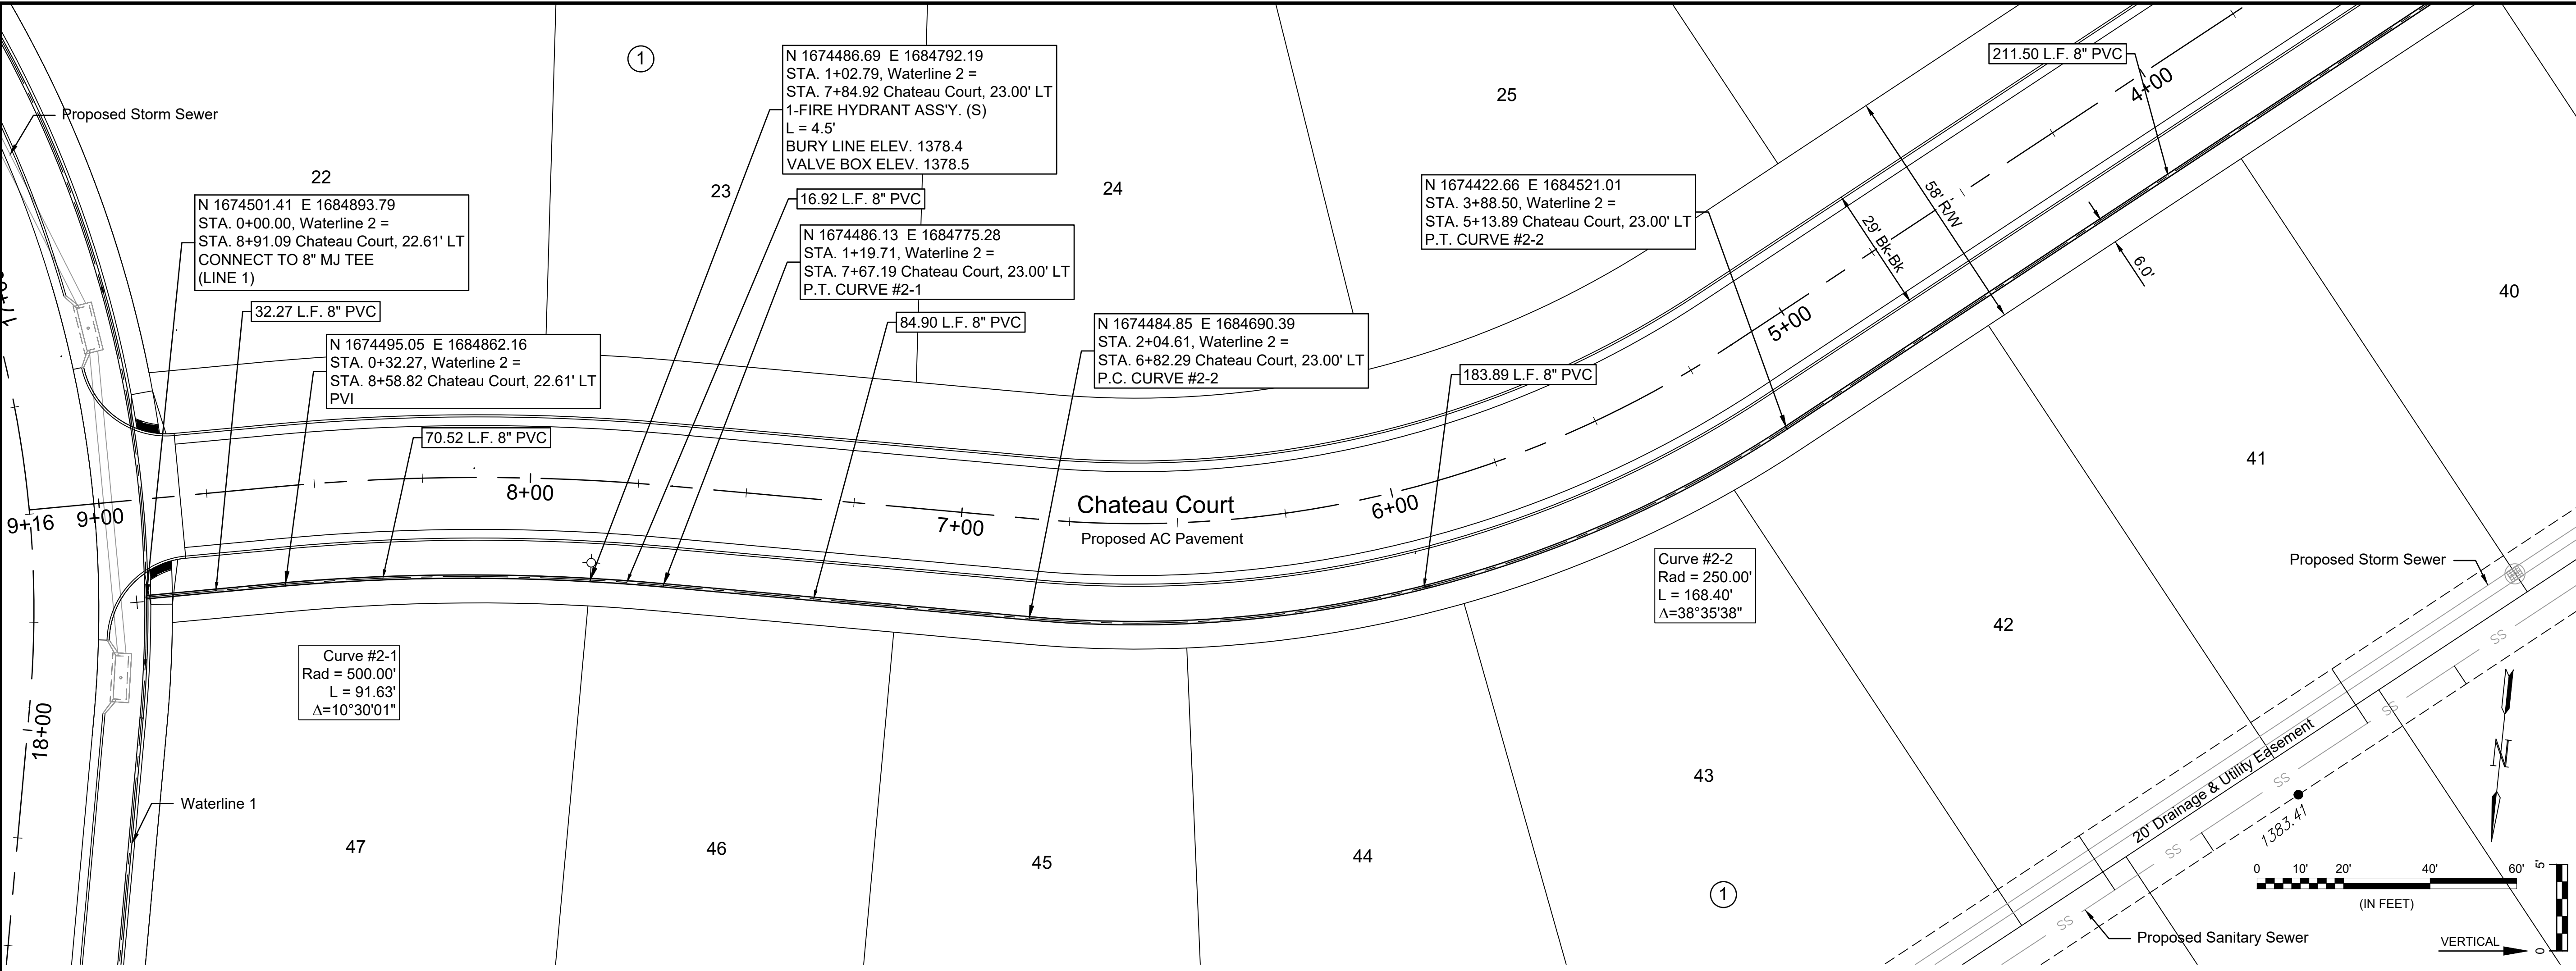 1
N 1674486.69  E 1684792.19
STA. 1+02.79, Waterline 2 =
STA. 7+84.92 Chateau Court, 23.00' LT
1-FIRE HYDRANT ASS'Y. (S)
L = 4.5'
BURY LINE ELEV. 1378.4
VALVE BOX ELEV. 1378.5
25
211.50 L.F. 8" PVC
4+00
Proposed Storm Sewer
22
23
24
N 1674501.41  E 1684893.79
STA. 0+00.00, Waterline 2 =
STA. 8+91.09 Chateau Court, 22.61' LT
CONNECT TO 8" MJ TEE
(LINE 1)
16.92 L.F. 8" PVC
N 1674486.13  E 1684775.28
STA. 1+19.71, Waterline 2 =
STA. 7+67.19 Chateau Court, 23.00' LT
P.T. CURVE #2-1
N 1674422.66  E 1684521.01
STA. 3+88.50, Waterline 2 =
STA. 5+13.89 Chateau Court, 23.00' LT
P.T. CURVE #2-2
58' R/W
29' Bk-Bk
6.0'
40
32.27 L.F. 8" PVC
N 1674495.05  E 1684862.16
STA. 0+32.27, Waterline 2 =
STA. 8+58.82 Chateau Court, 22.61' LT
PVI
84.90 L.F. 8" PVC
N 1674484.85  E 1684690.39
STA. 2+04.61, Waterline 2 =
STA. 6+82.29 Chateau Court, 23.00' LT
P.C. CURVE #2-2
5+00
183.89 L.F. 8" PVC
70.52 L.F. 8" PVC
41
9+16
9+00
8+00
7+00
Chateau Court
Proposed AC Pavement
6+00
Curve #2-2
Rad = 250.00'
L = 168.40'
Δ=38°35'38"
Proposed Storm Sewer
42
SS
Curve #2-1
Rad = 500.00'
L = 91.63'
Δ=10°30'01"
18+00
SS
N
43
SS
20' Drainage & Utility Easement
1383.41
Waterline 1
47
46
45
44
SS
1
SS
0 10' 20' 40' 60'
(IN FEET)
5'
0
VERTICAL
Proposed Sanitary Sewer